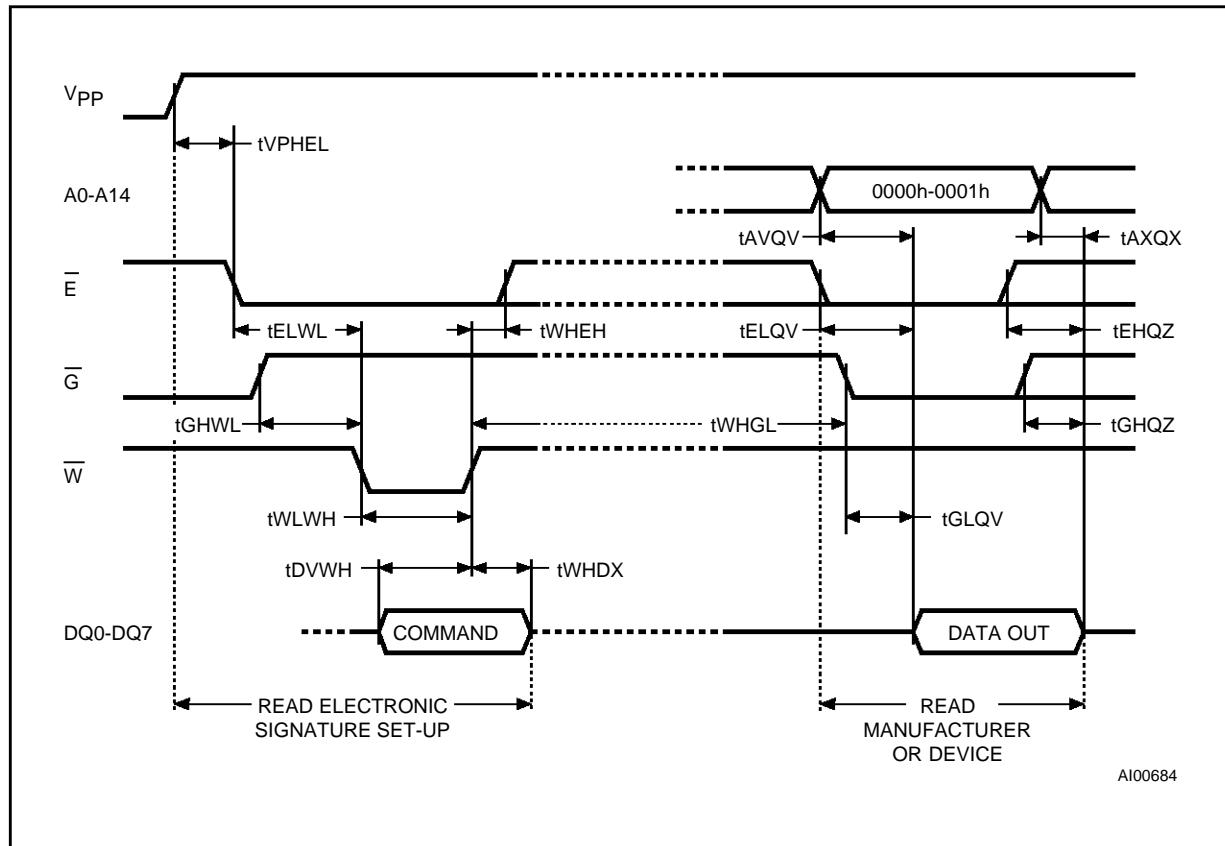 VPP
tVPHEL
A0-A14
0000h-0001h
tAVQV
tAXQX
E
tELWL
tWHEH
tELQV
tEHQZ
G
tGHWL
tWHGL
tGHQZ
W
tWLWH
tGLQV
tDVWH
tWHDX
DQ0-DQ7
COMMAND
DATA OUT
READ ELECTRONIC
SIGNATURE SET-UP
READ
MANUFACTURER
OR DEVICE
AI00684